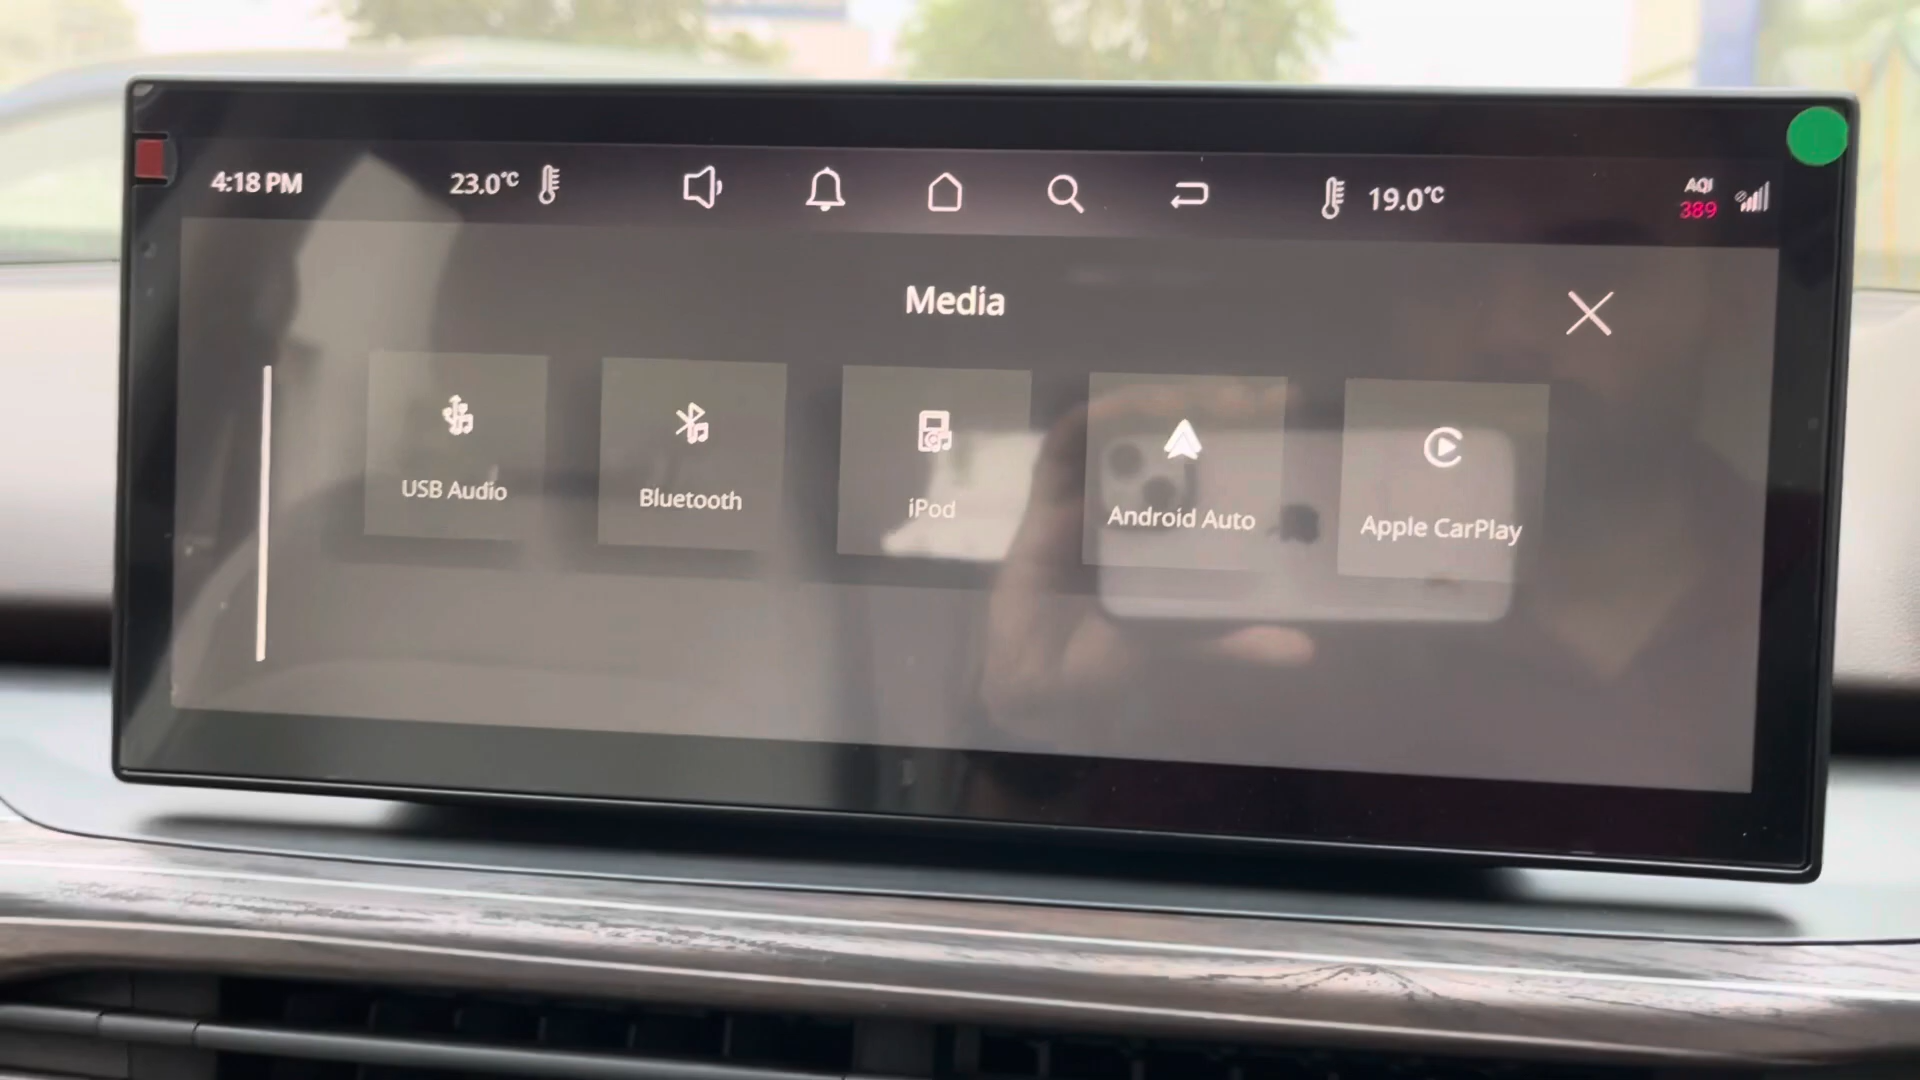 4:18 PM
23.0°C
19.0°C
AQI
389
Media
USB Audio
Bluetooth
iPod
Android Auto
Apple CarPlay